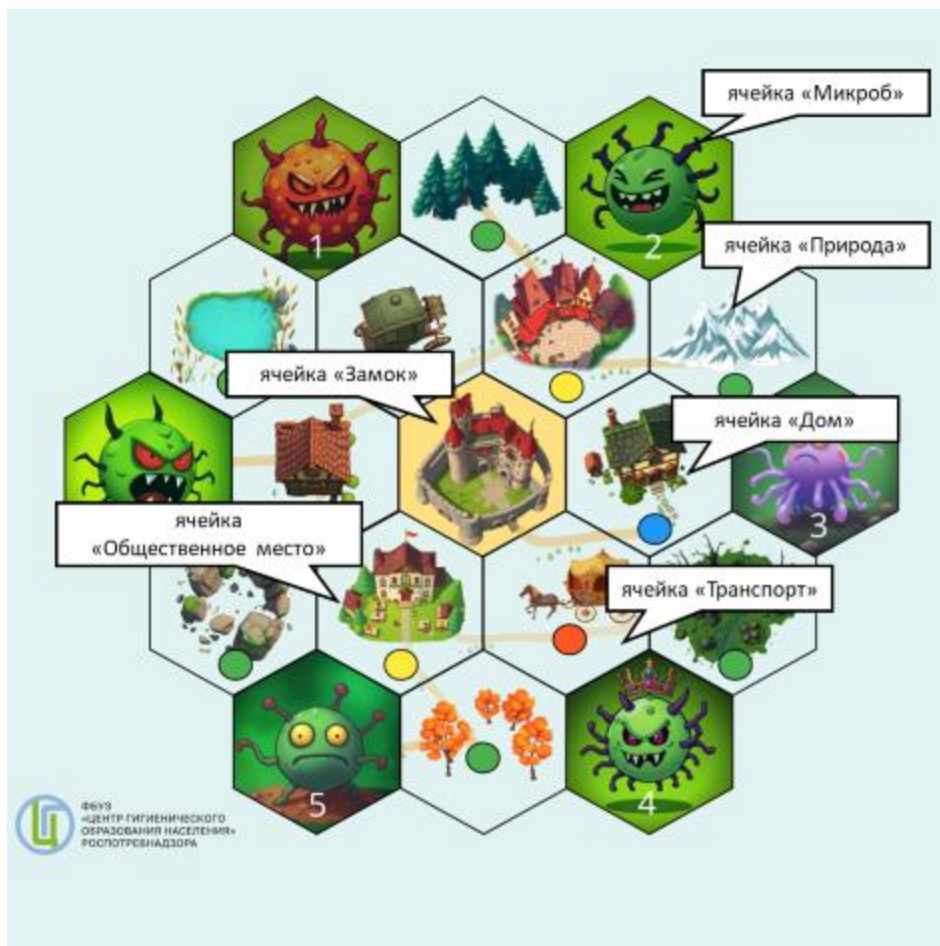 ячейка «Микроб»
1
2
ячейка «Природа»
ячейка «Замок»
ячейка «Дом»
3
ячейка
«Общественное место»
ячейка «Транспорт»
5
4
ФБУЗ
«ЦЕНТР ГИГИЕНИЧЕСКОГО
ОБРАЗОВАНИЯ НАСЕЛЕНИЯ»
РОСПОТРЕБНАДЗОРА